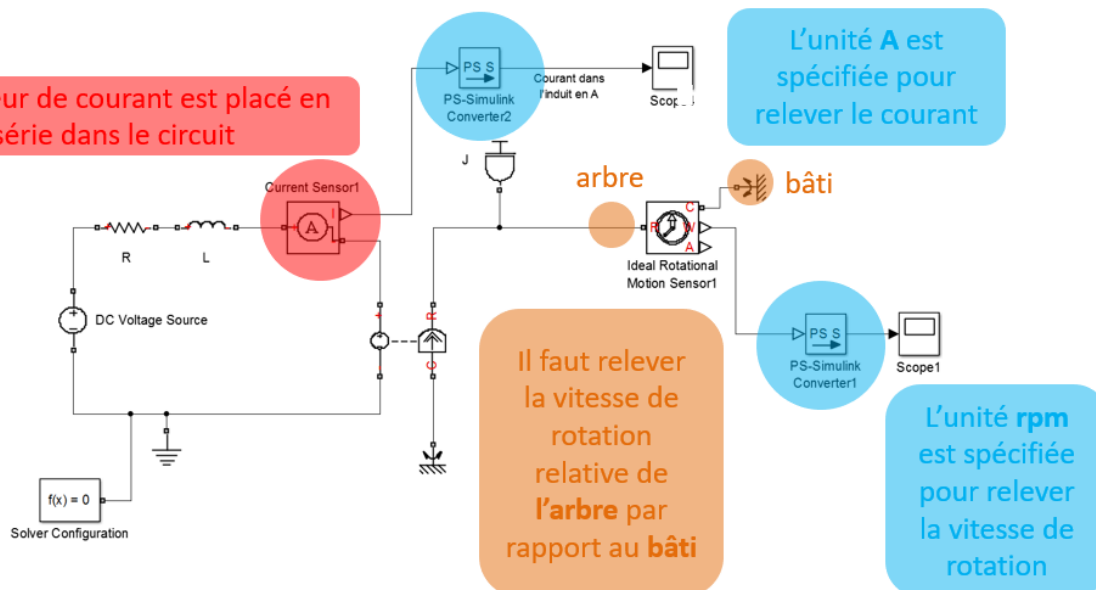 eur de courant est placé en
série dans le circuit
PS S
PS-Simulink
Converter2
Courant dans
l'induit en A
L'unité A est
spécifiée pour
relever le courant
J
arbre
bâti
Current Sensor1
I
A
+
R
L
C
R
W
A
Ideal Rotational
Motion Sensor1
DC Voltage Source
+
R
C
PS S
PS-Simulink
Converter1
Scope1
Il faut relever
la vitesse de
rotation
relative de
l'arbre par
rapport au bâti
L'unité rpm
est spécifiée
pour relever
la vitesse de
rotation
f(x) = 0
Solver Configuration